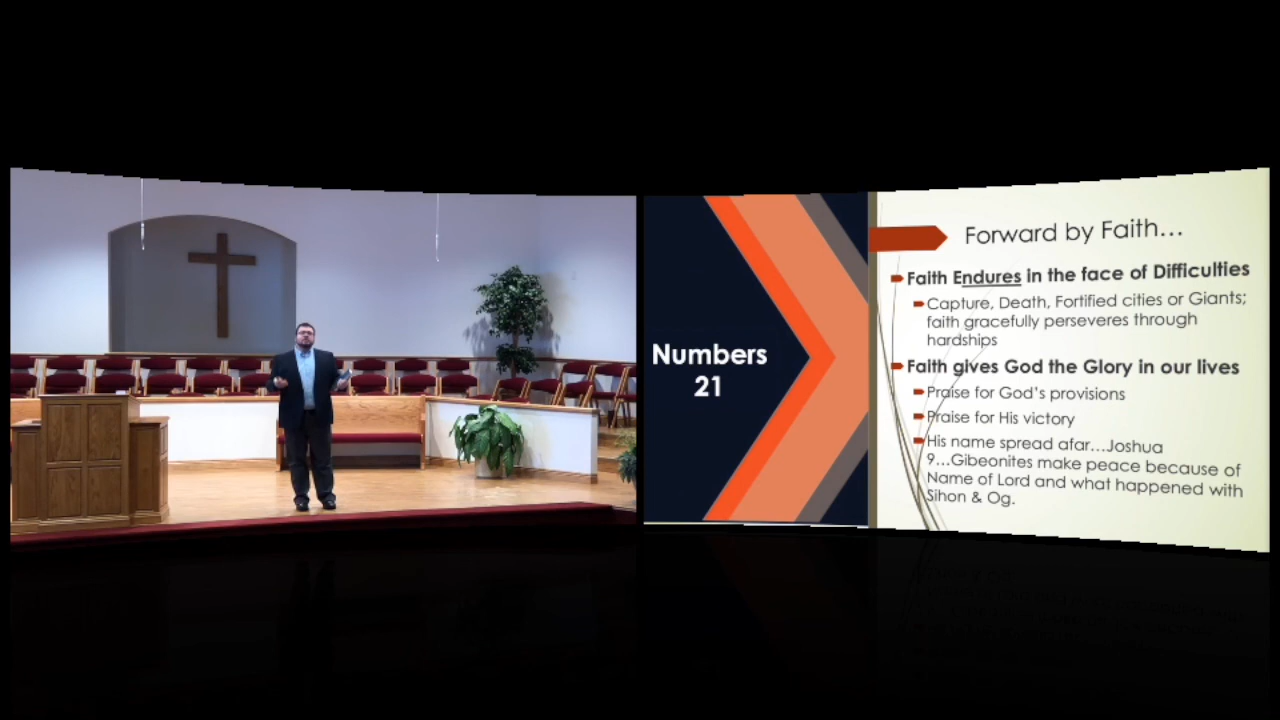 Numbers
21
Forward by Faith…
Faith Endures in the face of Difficulties
Capture, Death, Fortified cities or Giants;
faith gracefully perseveres through
hardships
Faith gives God the Glory in our lives
Praise for God's provisions
Praise for His victory
His name spread afar…Joshua
9…Gibeonites make peace because of
Name of Lord and what happened with
Sihon & Og.